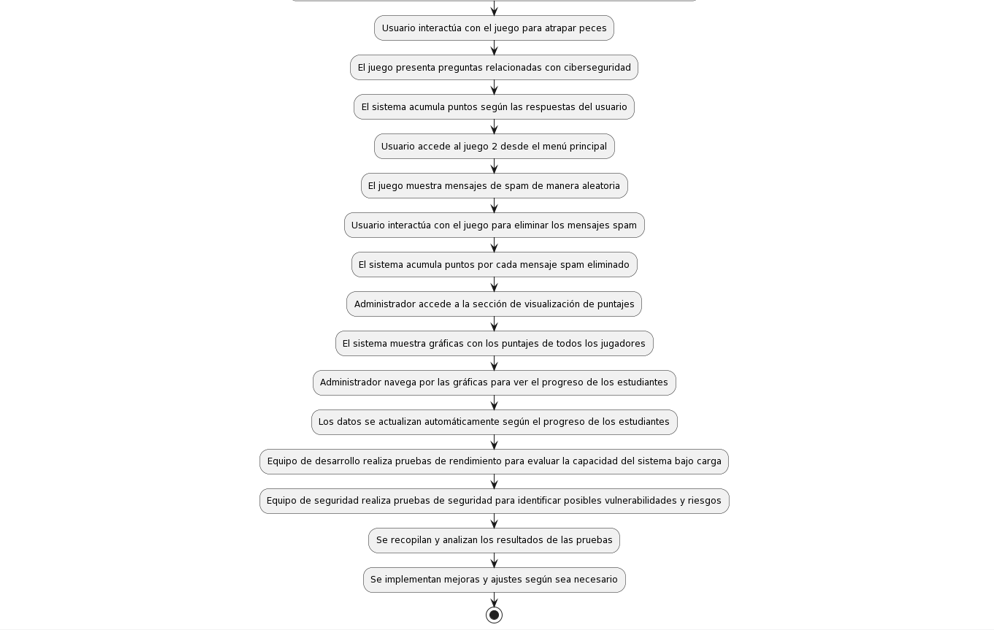 Usuario interactúa con el juego para atrapar peces
El juego presenta preguntas relacionadas con ciberseguridad
El sistema acumula puntos según las respuestas del usuario
Usuario accede al juego 2 desde el menú principal
El juego muestra mensajes de spam de manera aleatoria
Usuario interactúa con el juego para eliminar los mensajes spam
El sistema acumula puntos por cada mensaje spam eliminado
Administrador accede a la sección de visualización de puntajes
El sistema muestra gráficas con los puntajes de todos los jugadores
Administrador navega por las gráficas para ver el progreso de los estudiantes
Los datos se actualizan automáticamente según el progreso de los estudiantes
Equipo de desarrollo realiza pruebas de rendimiento para evaluar la capacidad del sistema bajo carga
Equipo de seguridad realiza pruebas de seguridad para identificar posibles vulnerabilidades y riesgos
Se recopilan y analizan los resultados de las pruebas
Se implementan mejoras y ajustes según sea necesario